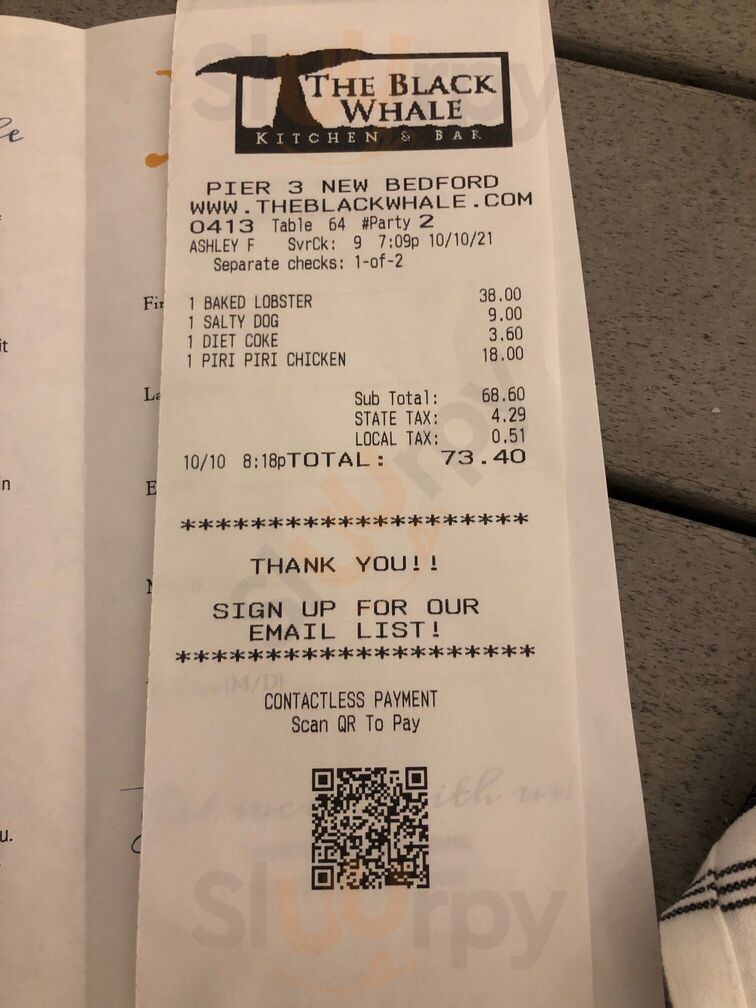 THE BLACK
WHALE
KITCHEN & BAR
PIER 3 NEW BEDFORD
WWW.THEBLACKWHALE.COM
0413 Table 64 #Party 2
ASHLEY F SvrCk: 9 7:09p 10/10/21
Separate checks: 1-of-2
1 BAKED LOBSTER 38.00
1 SALTY DOG 9.00
1 DIET COKE 3.60
1 PIRI PIRI CHICKEN 18.00
Sub Total: 68.60
STATE TAX: 4.29
LOCAL TAX: 0.51
10/10 8:18pTOTAL: 73.40
*********************
THANK YOU!!
SIGN UP FOR OUR
EMAIL LIST!
*********************
(M/D)
CONTACTLESS PAYMENT
Scan QR To Pay
Sluurpy
Sluurpy
Sluurpy